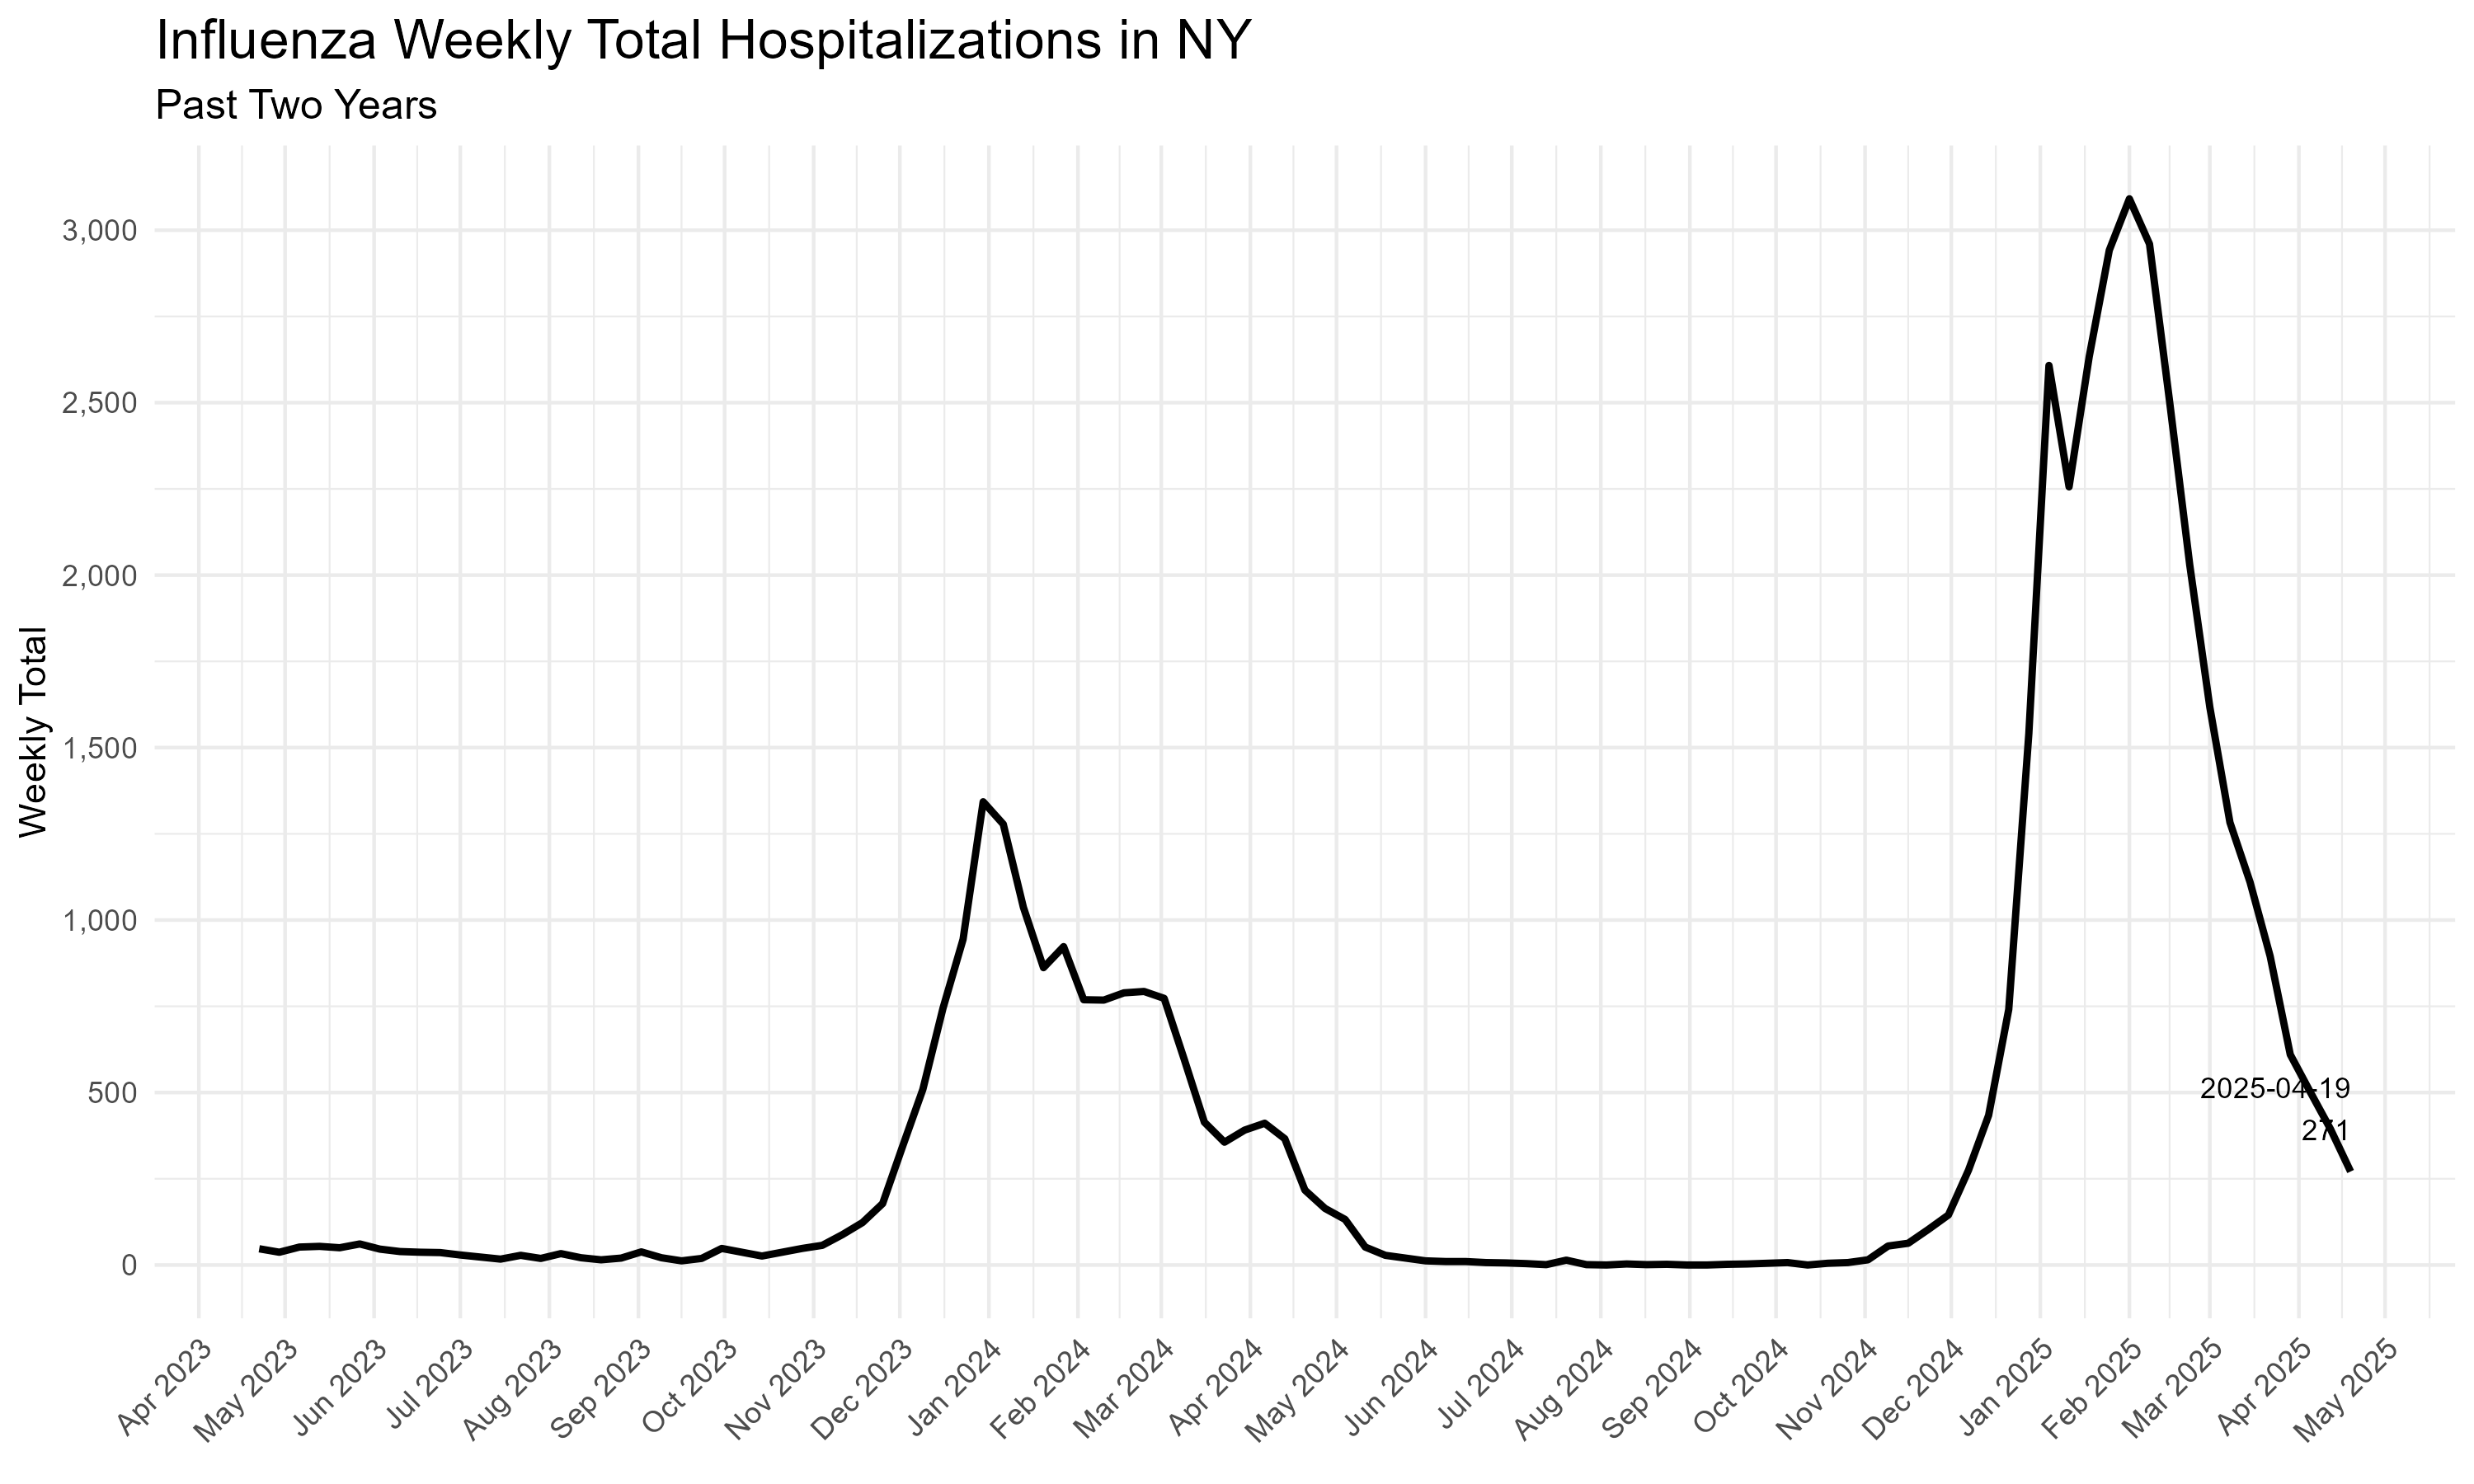 Influenza Weekly Total Hospitalizations in NY
Past Two Years
Weekly Total
3,000
2,500
2,000
1,500
1,000
500
0
2025-04-19
271
Apr 2023
May 2023
Jun 2023
Jul 2023
Aug 2023
Sep 2023
Oct 2023
Nov 2023
Dec 2023
Jan 2024
Feb 2024
Mar 2024
Apr 2024
May 2024
Jun 2024
Jul 2024
Aug 2024
Sep 2024
Oct 2024
Nov 2024
Dec 2024
Jan 2025
Feb 2025
Mar 2025
Apr 2025
May 2025